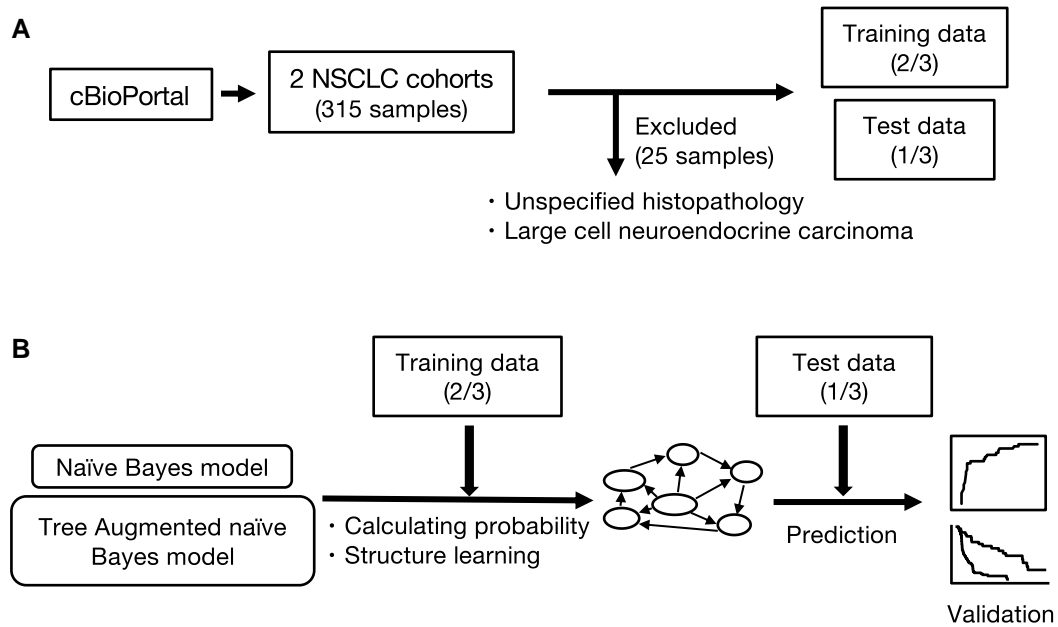 A
cBioPortal
2 NSCLC cohorts
(315 samples)
Excluded
(25 samples)
・Unspecified histopathology
・Large cell neuroendocrine carcinoma
Training data
(2/3)
Test data
(1/3)
B
Naïve Bayes model
Tree Augmented naïve
Bayes model
Training data
(2/3)
・Calculating probability
・Structure learning
Test data
(1/3)
Prediction
Validation